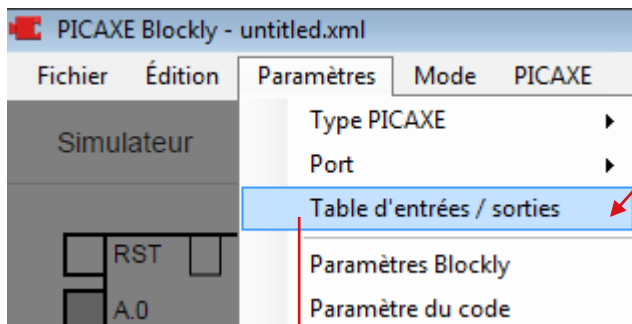 PICAXE Blockly - untitled.xml
Fichier Édition Paramètres Mode PICAXE
Simulateur
Type PICAXE
Port
Table d'entrées / sorties
RST
Paramètres Blockly
A.0
Paramètre du code